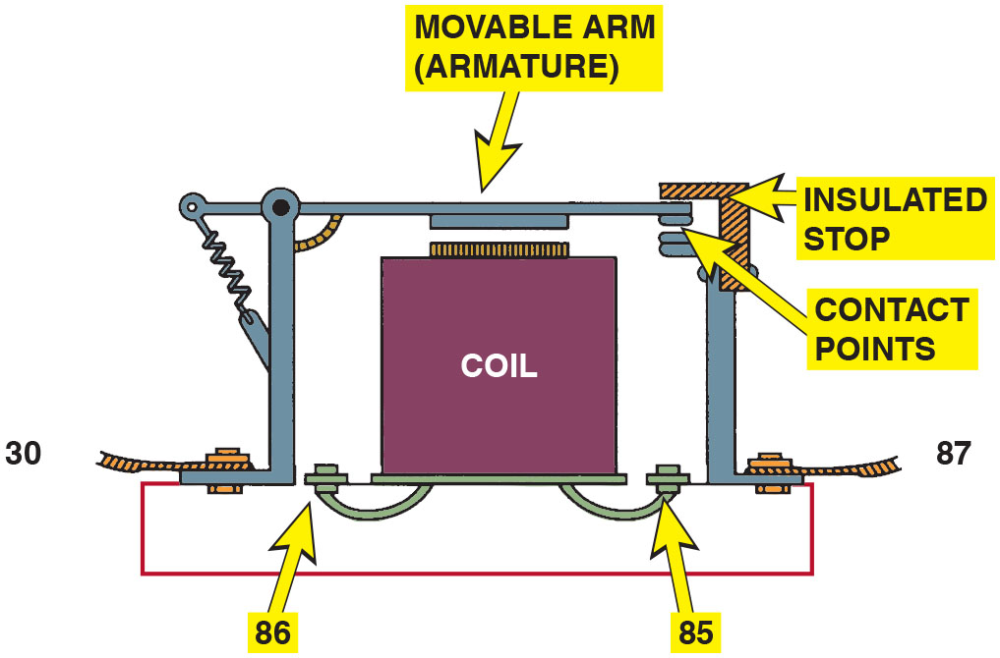 MOVABLE ARM
(ARMATURE)
INSULATED
STOP
CONTACT
POINTS
COIL
30
87
86
85